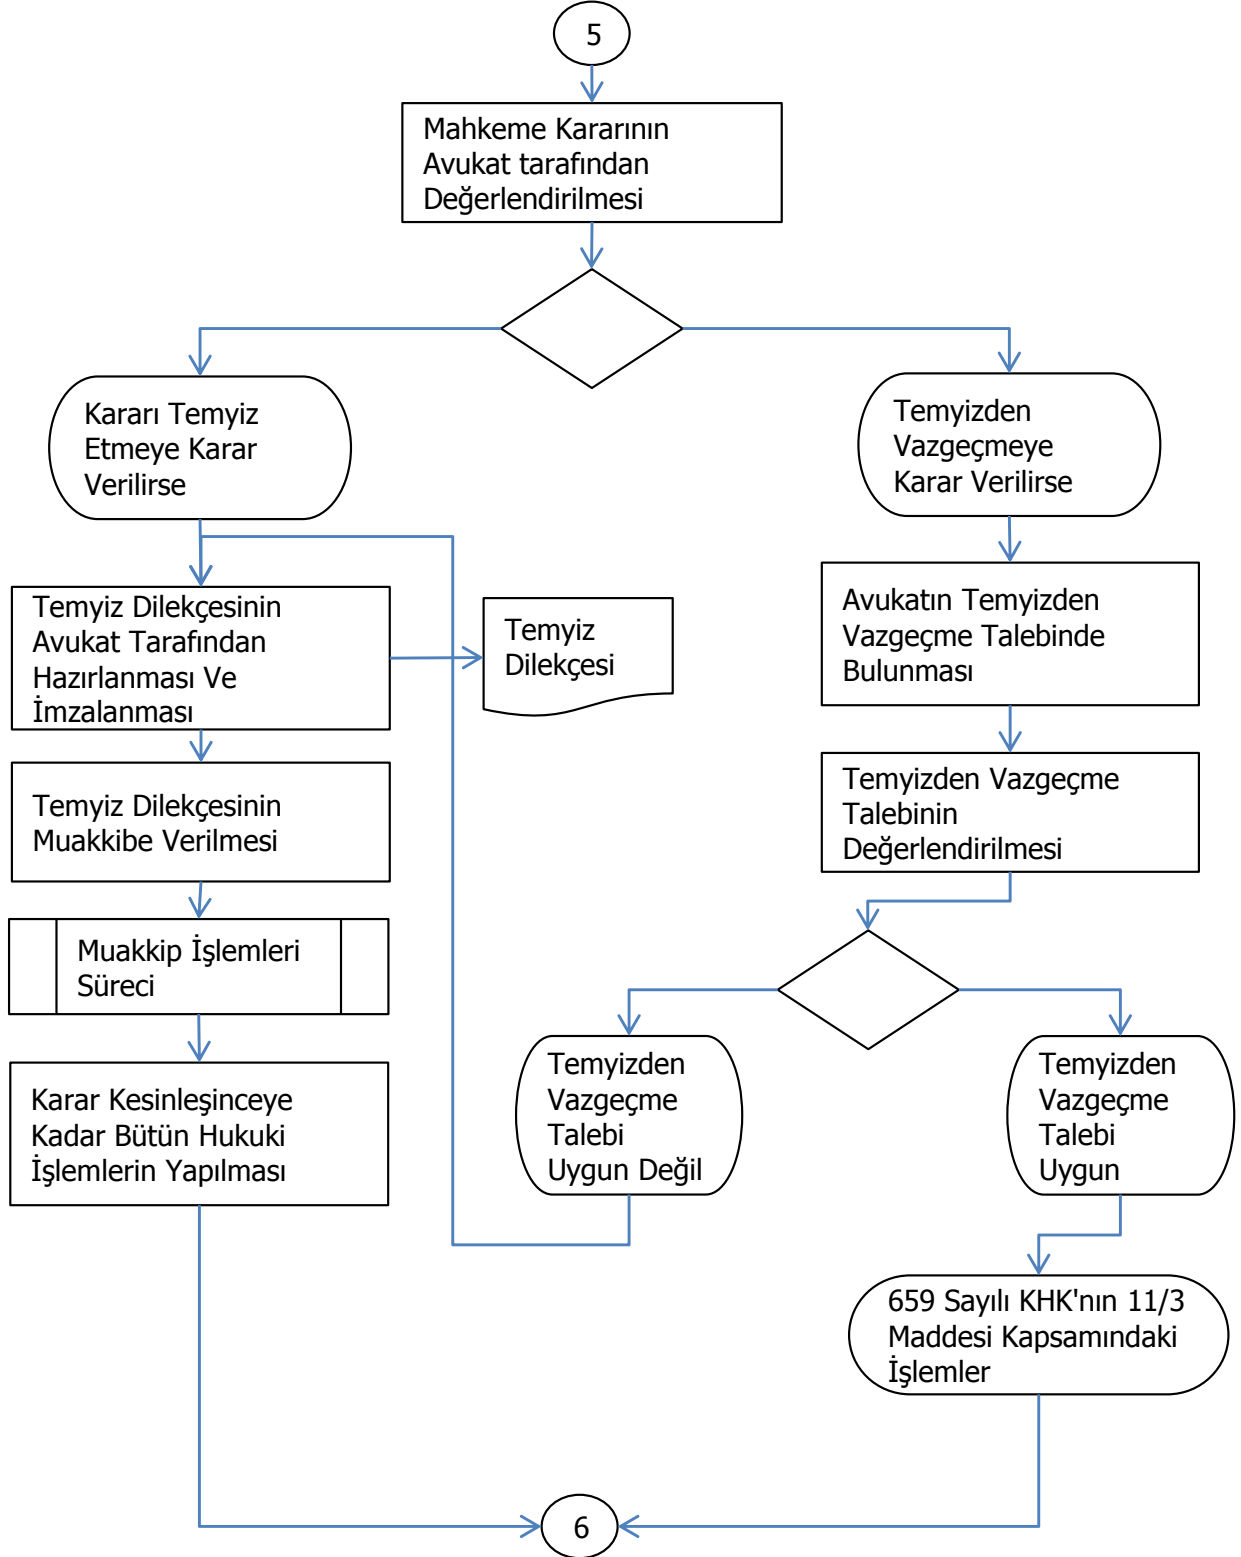 5
Mahkeme Kararının
Avukat tarafından
Değerlendirilmesi
Kararı Temyiz
Etmeye Karar
Verilirse
Temyizden
Vazgeçmeye
Karar Verilirse
Temyiz Dilekçesinin
Avukat Tarafından
Hazırlanması Ve
İmzalanması
Temyiz
Dilekçesi
Avukatın Temyizden
Vazgeçme Talebinde
Bulunması
Temyiz Dilekçesinin
Muakkibe Verilmesi
Temyizden Vazgeçme
Talebinin
Değerlendirilmesi
Muakkip İşlemleri
Süreci
Karar Kesinleşinceye
Kadar Bütün Hukuki
İşlemlerin Yapılması
Temyizden
Vazgeçme
Talebi
Uygun Değil
Temyizden
Vazgeçme
Talebi
Uygun
659 Sayılı KHK'nın 11/3
Maddesi Kapsamındaki
İşlemler
6